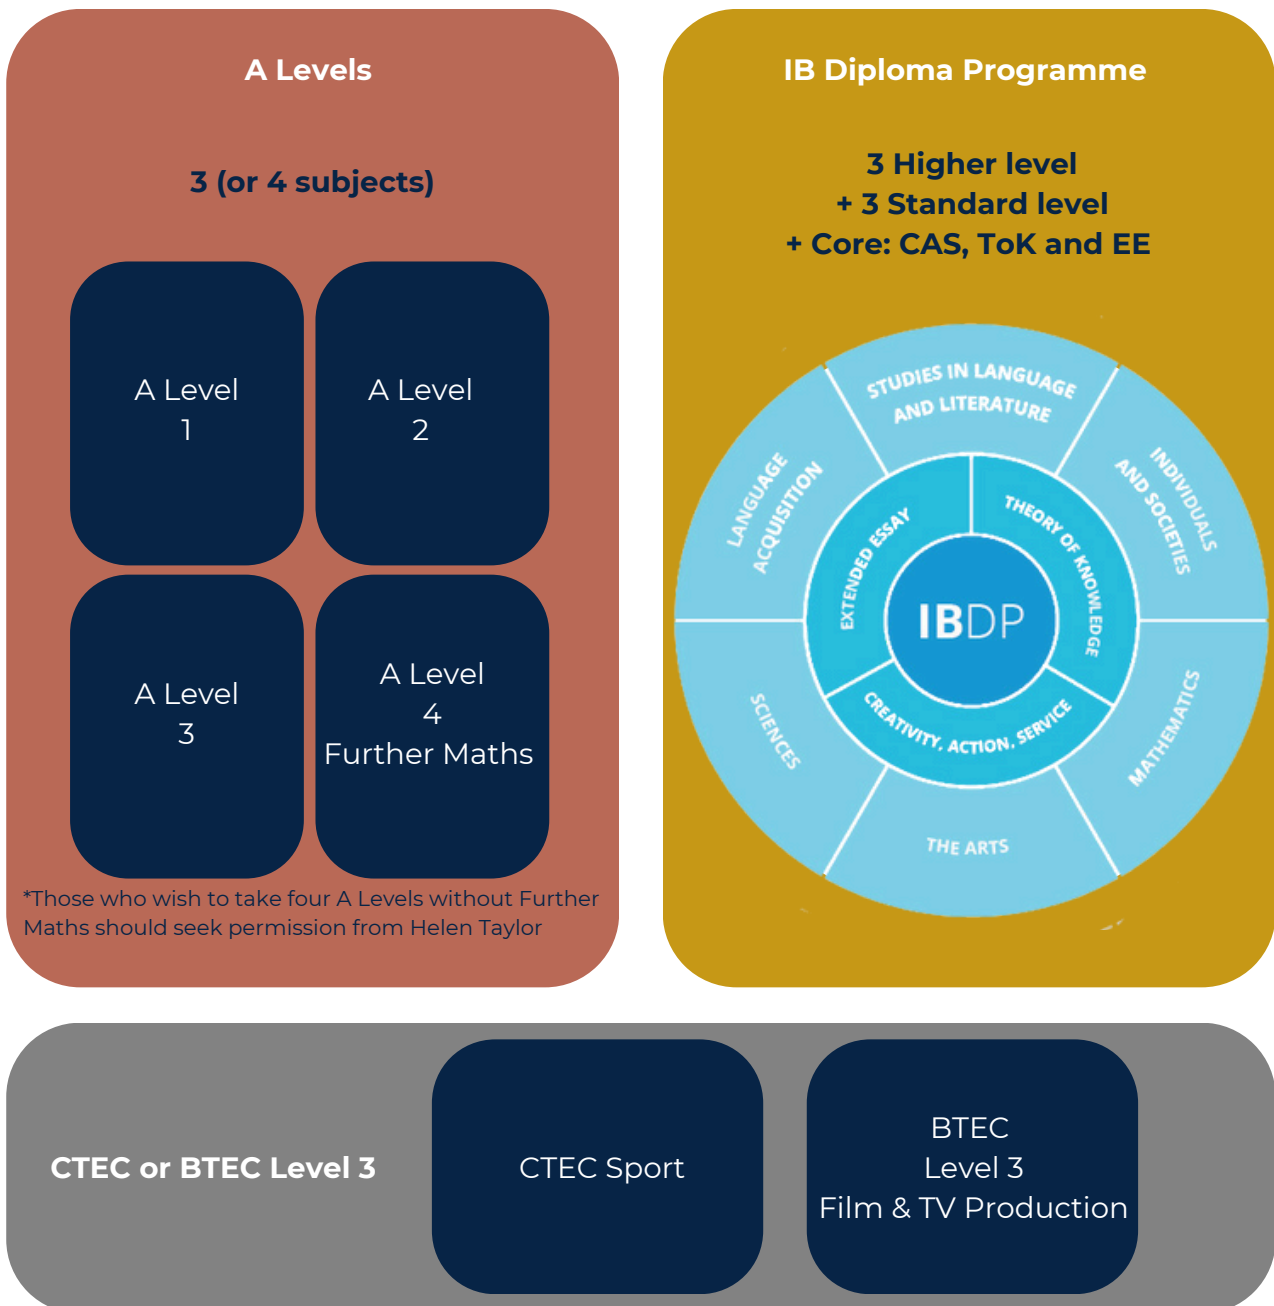 A Levels
3 (or 4 subjects)
A Level
1
A Level
2
A Level
3
A Level
4
Further Maths
*Those who wish to take four A Levels without Further
Maths should seek permission from Helen Taylor
IB Diploma Programme
3 Higher level
+ 3 Standard level
+ Core: CAS, ToK and EE
STUDIES IN LANGUAGE
AND LITERATURE
INDIVIDUALS
AND SOCIETIES
MATHEMATICS
THE ARTS
SCIENCES
LANGUAGE
ACQUISITION
EXTENDED ESSAY
THEORY OF KNOWLEDGE
CREATIVITY, ACTION, SERVICE
IBDP
CTEC or BTEC Level 3
CTEC Sport
BTEC
Level 3
Film & TV Production